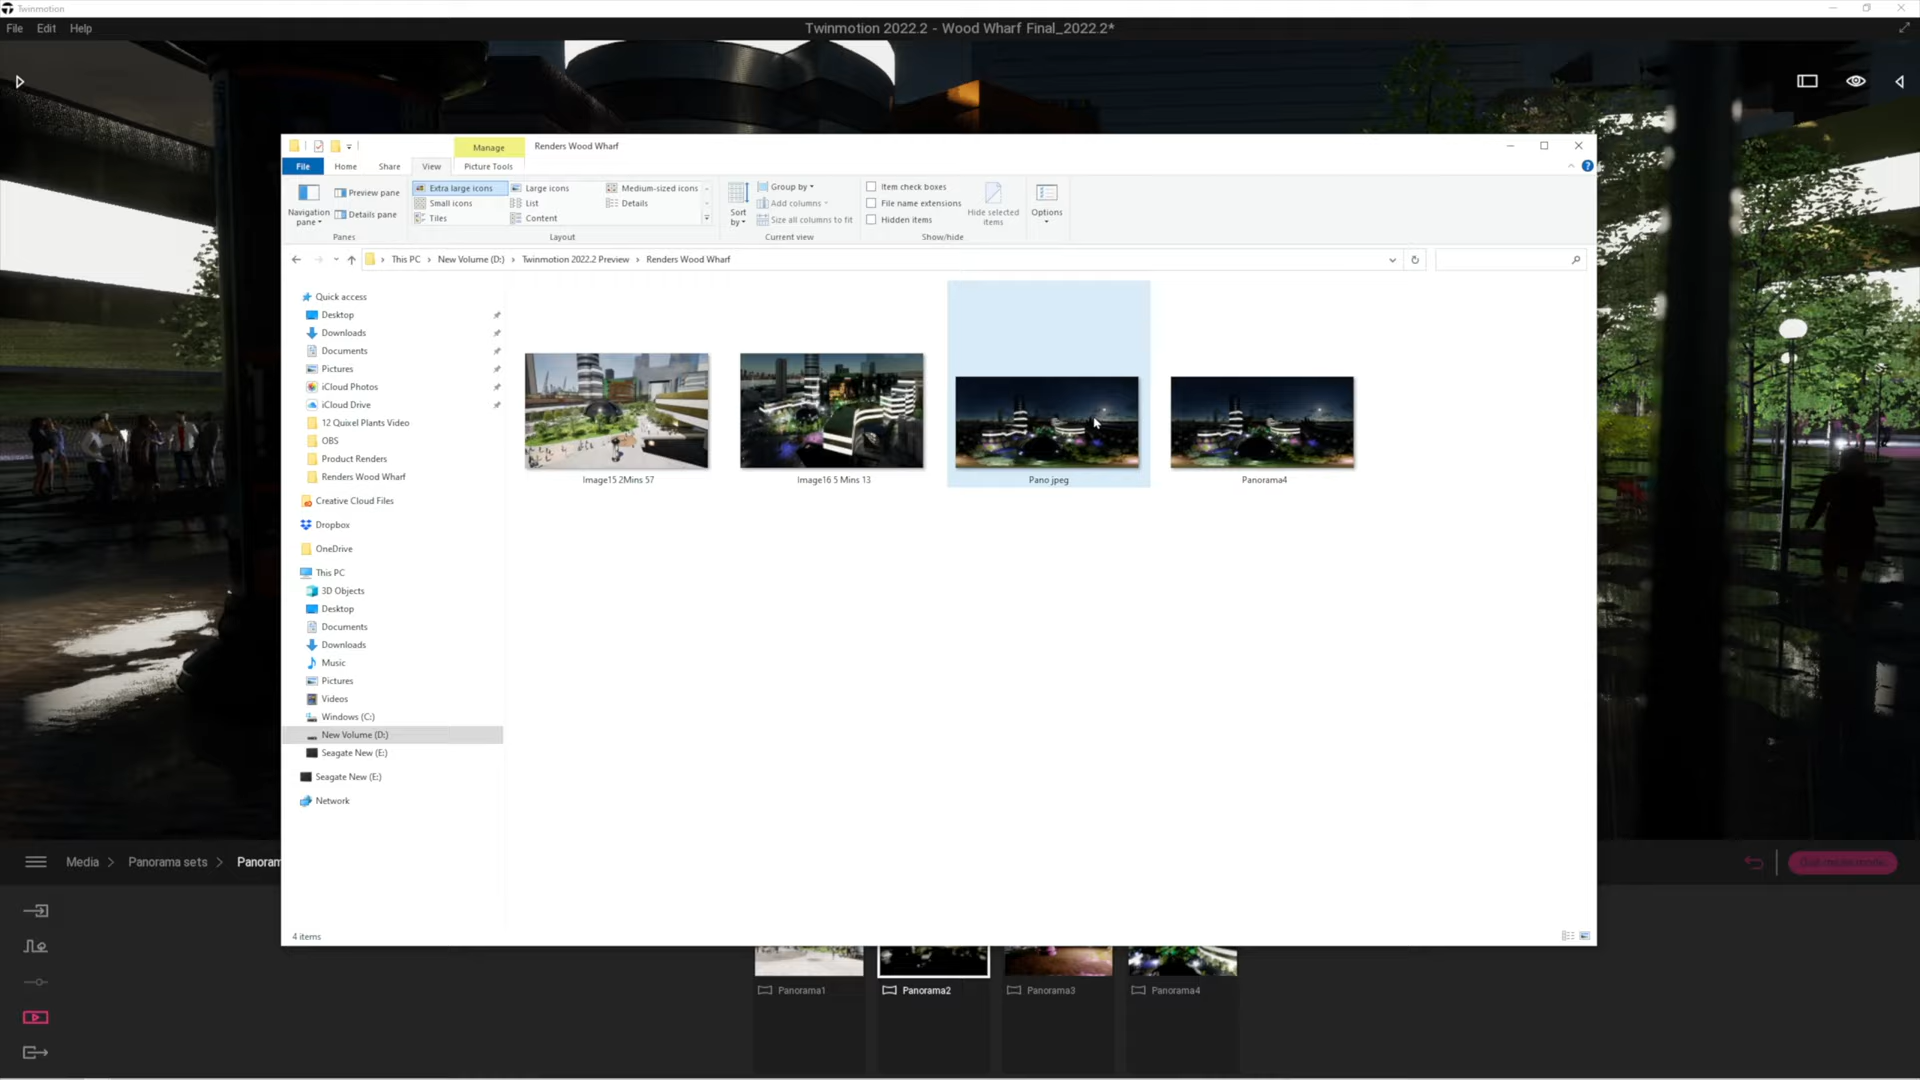 Twinmotion
File Edit Help
Twinmotion 2022.2 - Wood Wharf Final_2022.2*
Manage
Renders Wood Wharf
File Home Share View Picture Tools
Navigation pane
Preview pane
Details pane
Panes
Extra large icons
Large icons
Medium-sized icons
Small icons
List
Details
Tiles
Content
Layout
Sort by
Group by
Add columns
Size all columns to fit
Current view
Item check boxes
File name extensions
Hidden items
Hide selected items
Show/hide
Options
This PC > New Volume (D:) > Twinmotion 2022.2 Preview > Renders Wood Wharf
Quick access
Desktop
Downloads
Documents
Pictures
iCloud Photos
iCloud Drive
12 Quixel Plants Video
OBS
Product Renders
Renders Wood Wharf
Creative Cloud Files
Dropbox
OneDrive
This PC
3D Objects
Desktop
Documents
Downloads
Music
Pictures
Videos
Windows (C:)
New Volume (D:)
Seagate New (E:)
Seagate New (E:)
Network
Image15 2Mins 57
Image16 5 Mins 13
Pano jpeg
Panorama4
4 items
Media > Panorama sets > Panoram
Panorama1
Panorama2
Panorama3
Panorama4